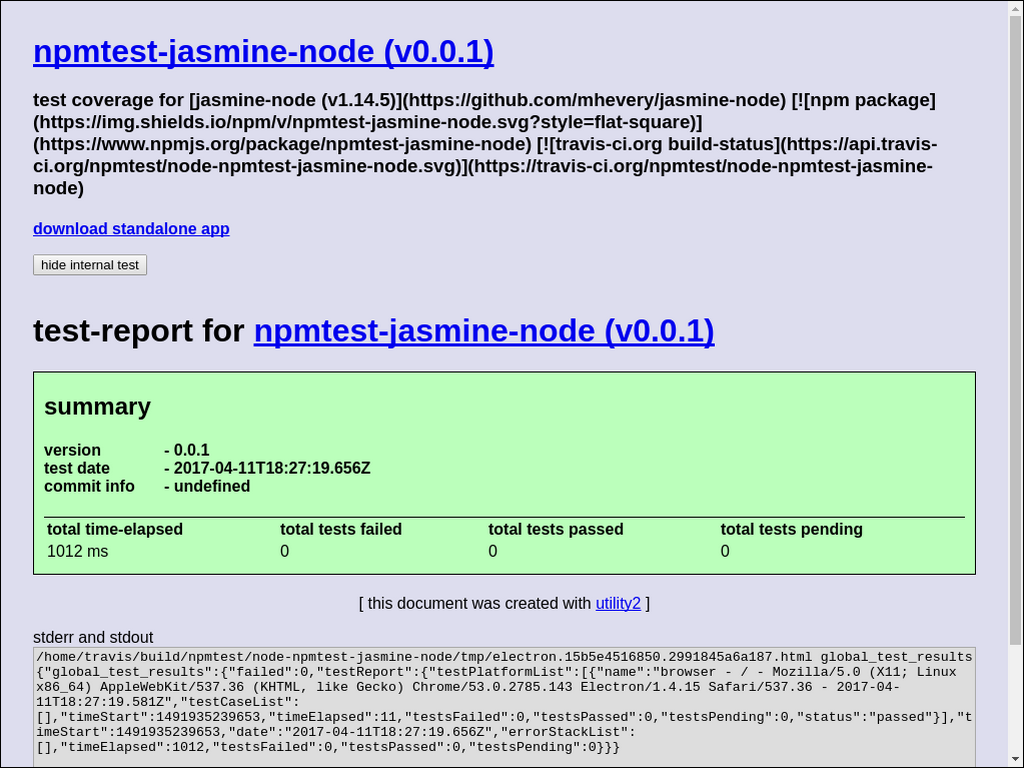 npmtest-jasmine-node (v0.0.1)
test coverage for [jasmine-node (v1.14.5)](https://github.com/mhevery/jasmine-node) [![npm package]
(https://img.shields.io/npm/v/npmtest-jasmine-node.svg?style=flat-square)]
(https://www.npmjs.org/package/npmtest-jasmine-node) [![travis-ci.org build-status](https://api.travis-
ci.org/npmtest/node-npmtest-jasmine-node.svg)](https://travis-ci.org/npmtest/node-npmtest-jasmine-
node)
download standalone app
hide internal test
test-report for npmtest-jasmine-node (v0.0.1)
summary
version - 0.0.1
test date - 2017-04-11T18:27:19.656Z
commit info - undefined
total time-elapsed total tests failed total tests passed total tests pending
1012 ms 0 0 0
[ this document was created with utility2 ]
stderr and stdout
/home/travis/build/npmtest/node-npmtest-jasmine-node/tmp/electron.15b5e4516850.2991845a6a187.html global_test_results
{"global_test_results":{"failed":0,"testReport":{"testPlatformList":[{"name":"browser - / - Mozilla/5.0 (X11; Linux
x86_64) AppleWebKit/537.36 (KHTML, like Gecko) Chrome/53.0.2785.143 Electron/1.4.15 Safari/537.36 - 2017-04-
11T18:27:19.581Z","testCaseList":
[],"timeStart":1491935239653,"timeElapsed":11,"testsFailed":0,"testsPassed":0,"testsPending":0,"status":"passed"}],"t
imeStart":1491935239653,"date":"2017-04-11T18:27:19.656Z","errorStackList":
[],"timeElapsed":1012,"testsFailed":0,"testsPassed":0,"testsPending":0}}}